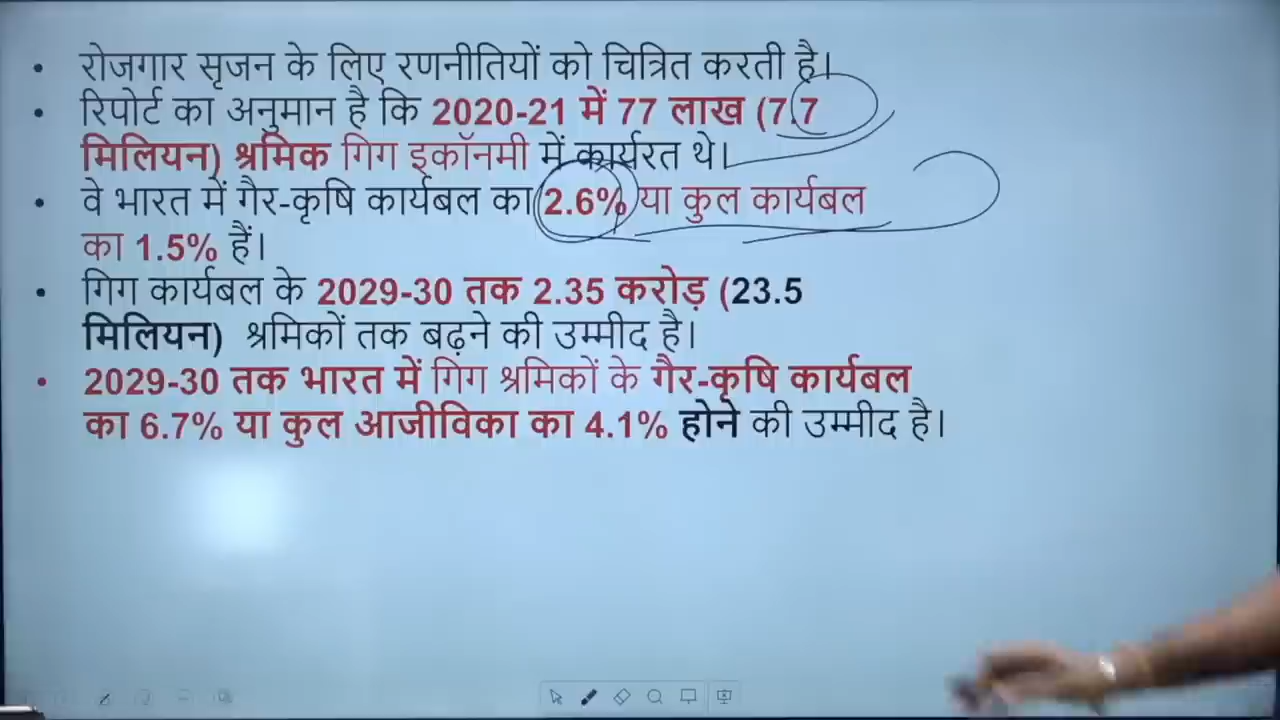 • रोजगार सृजन के लिए रणनीतियों को चित्रित करती है।
• रिपोर्ट का अनुमान है कि 2020-21 में 77 लाख (7.7
मिलियन) श्रमिक गिग इकॉनमी में कार्यरत थे।
• वे भारत में गैर-कृषि कार्यबल का 2.6% या कुल कार्यबल
का 1.5% हैं।
• गिग कार्यबल के 2029-30 तक 2.35 करोड़ (23.5
मिलियन) श्रमिकों तक बढ़ने की उम्मीद है।
• 2029-30 तक भारत में गिग श्रमिकों के गैर-कृषि कार्यबल
का 6.7% या कुल आजीविका का 4.1% होने की उम्मीद है।